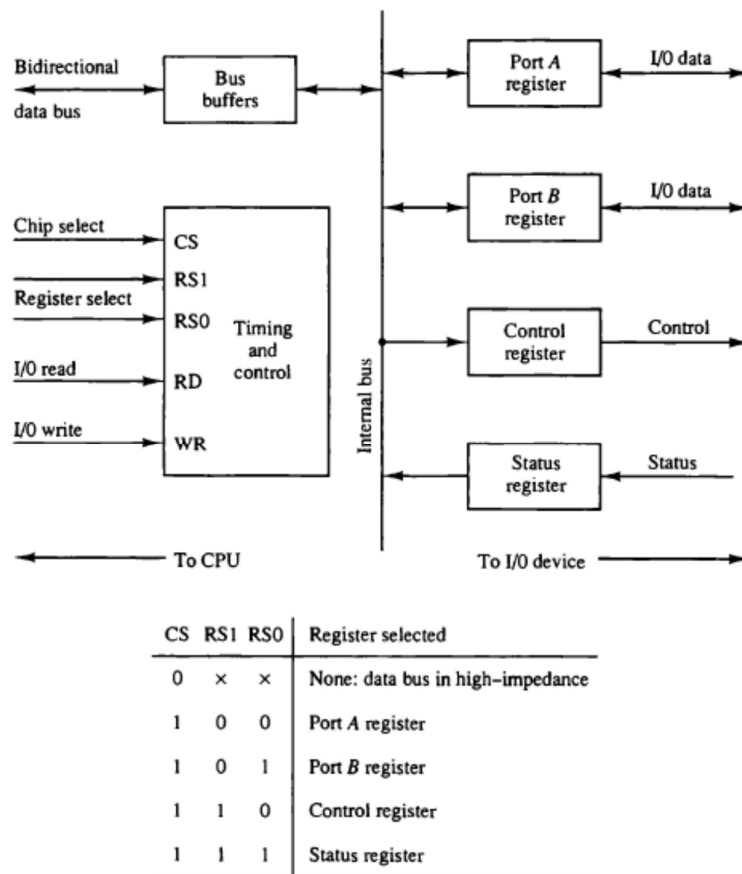 Bidirectional
data bus
Bus
buffers
Port A
register
I/O data
Port B
register
I/O data
Chip select
CS
RS1
Register select
RS0
Timing
and
control
I/O read
RD
I/O write
WR
Internal bus
Control
register
Control
Status
register
Status
To CPU
To I/O device
CS RS1 RS0 Register selected
0 × × None: data bus in high–impedance
1 0 0 Port A register
1 0 1 Port B register
1 1 0 Control register
1 1 1 Status register